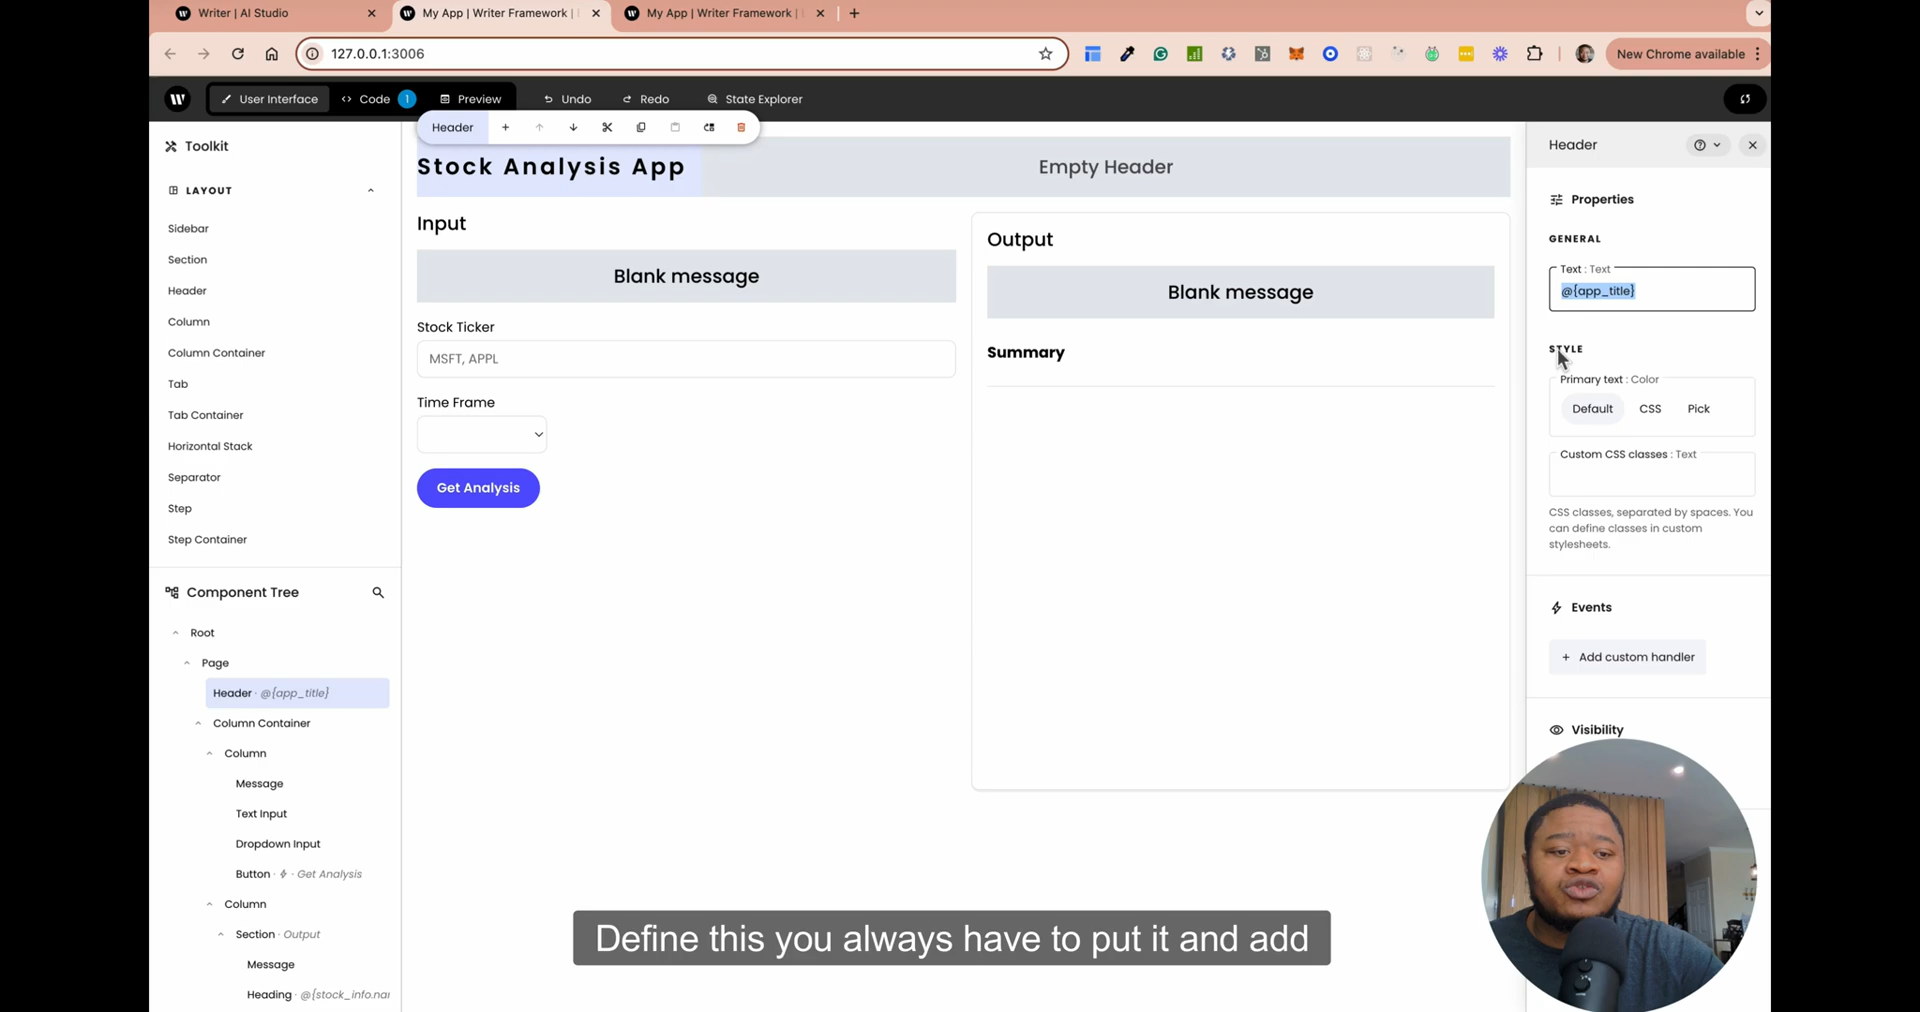 Writer | AI Studio
My App | Writer Framework |
My App | Writer Framework |
127.0.0.1:3006
New Chrome available
User Interface
Code 1
Preview
Undo
Redo
State Explorer
Header
Toolkit
LAYOUT
Sidebar
Section
Header
Column
Column Container
Tab
Tab Container
Horizontal Stack
Separator
Step
Step Container
Component Tree
Root
Page
Header · @{app_title}
Column Container
Column
Message
Text Input
Dropdown Input
Button · Get Analysis
Column
Section · Output
Message
Heading · @{stock_info.nar
Stock Analysis App
Empty Header
Input
Blank message
Stock Ticker
MSFT, APPL
Time Frame
Get Analysis
Output
Blank message
Summary
Header
Properties
GENERAL
Text : Text
@{app_title}
STYLE
Primary text : Color
Default CSS Pick
Custom CSS classes : Text
CSS classes, separated by spaces. You
can define classes in custom
stylesheets.
Events
+ Add custom handler
Visibility
Define this you always have to put it and add